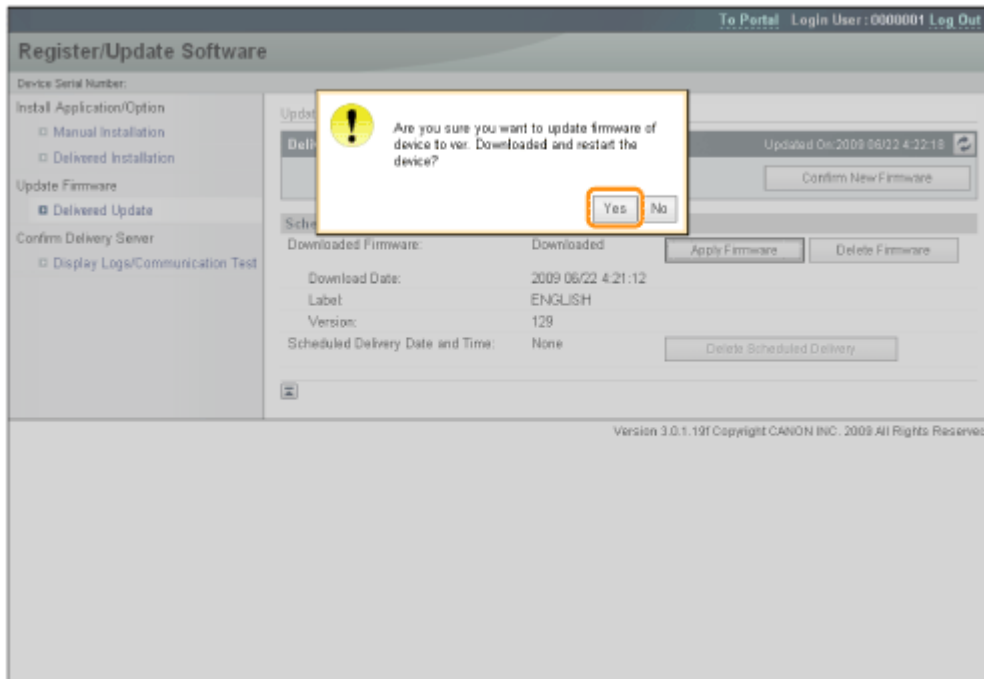 To Portal Login User : 0000001 Log Out
Register/Update Software
Device Serial Number:
Install Application/Option
Manual Installation
Delivered Installation
Update Firmware
Delivered Update
Confirm Delivery Server
Display Logs/Communication Test
Updat
Deli
Updated On:2009 06/22 4:22:18
Confirm New Firmware
Are you sure you want to update firmware of
device to ver. Downloaded and restart the
device?
Yes No
Sche
Downloaded Firmware: Downloaded Apply Firmware Delete Firmware
Download Date: 2009 06/22 4:21:12
Label: ENGLISH
Version: 129
Scheduled Delivery Date and Time: None Delete Scheduled Delivery
Version 3.0.1.19f Copyright CANON INC. 2009 All Rights Reserved